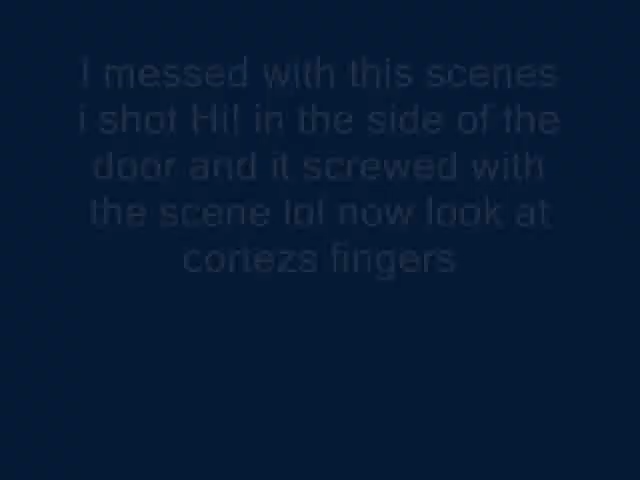 I messed with this scenes
i shot Hi! in the side of the
door and it screwed with
the scene lol now look at
cortezs fingers